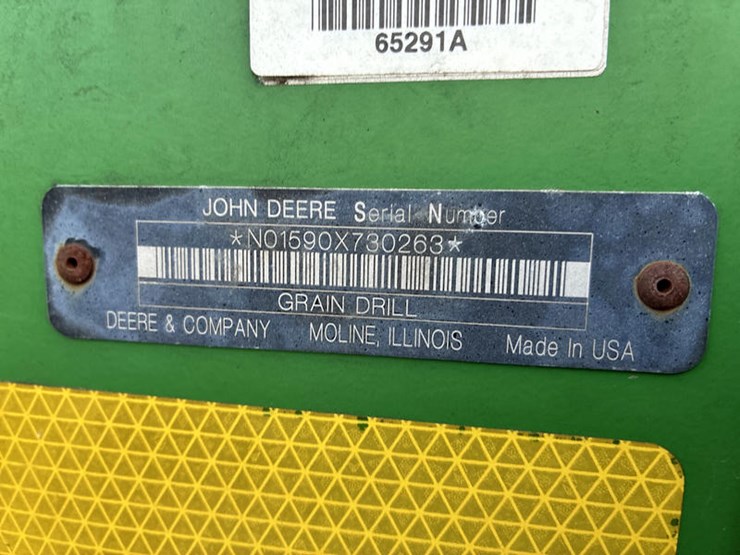 65291A
JOHN DEERE Serial Number
*N01590X730263*
GRAIN DRILL
DEERE & COMPANY MOLINE, ILLINOIS Made In USA